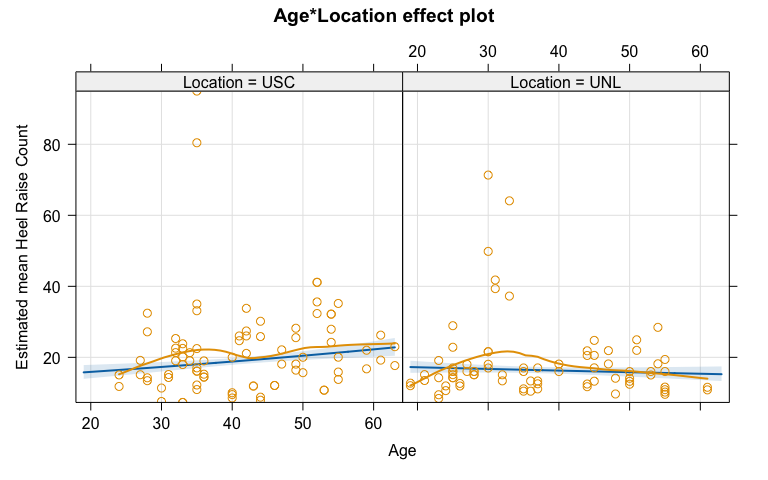 Age*Location effect plot
20 30 40 50 60
Location = USC Location = UNL
Estimated mean Heel Raise Count
80
60
40
20
20 30 40 50 60
Age